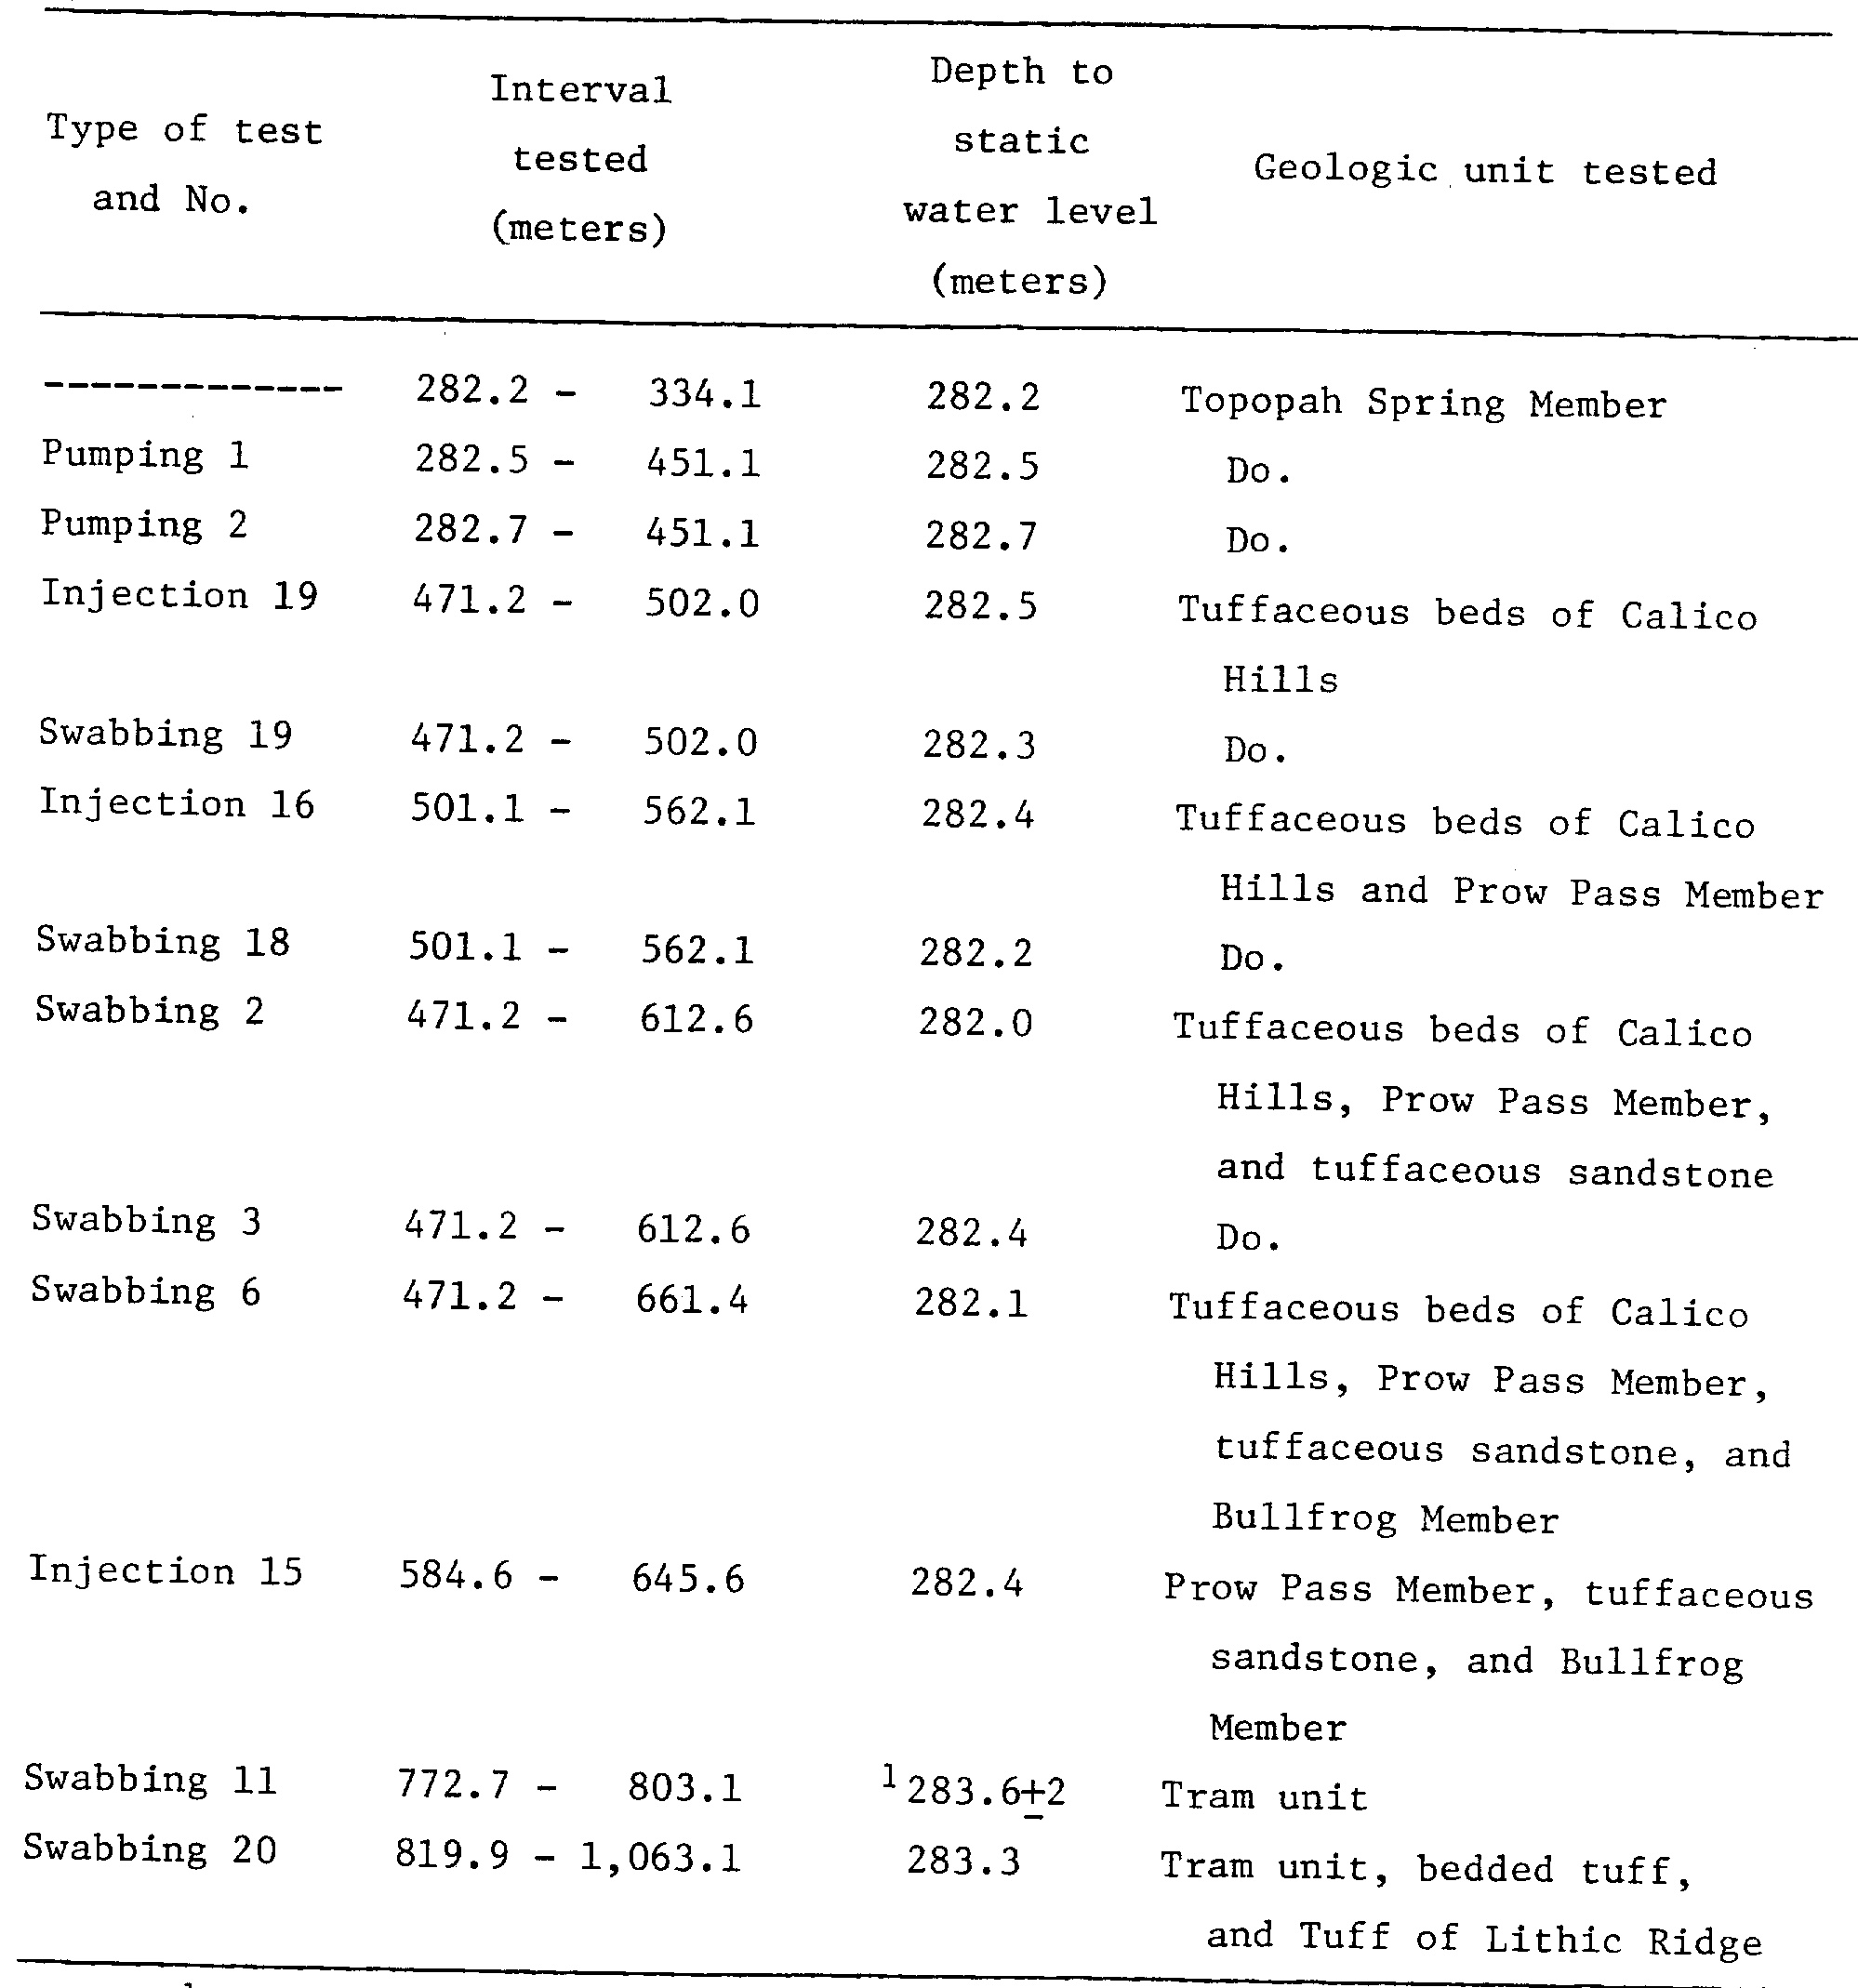 Type of test and No. Interval tested (meters) Depth to static water level (meters) Geologic unit tested
------------- 282.2 - 334.1 282.2 Topopah Spring Member
Pumping 1 282.5 - 451.1 282.5 Do.
Pumping 2 282.7 - 451.1 282.7 Do.
Injection 19 471.2 - 502.0 282.5 Tuffaceous beds of Calico
Hills
Swabbing 19 471.2 - 502.0 282.3 Do.
Injection 16 501.1 - 562.1 282.4 Tuffaceous beds of Calico
Hills and Prow Pass Member
Swabbing 18 501.1 - 562.1 282.2 Do.
Swabbing 2 471.2 - 612.6 282.0 Tuffaceous beds of Calico
Hills, Prow Pass Member,
and tuffaceous sandstone
Swabbing 3 471.2 - 612.6 282.4 Do.
Swabbing 6 471.2 - 661.4 282.1 Tuffaceous beds of Calico
Hills, Prow Pass Member,
tuffaceous sandstone, and
Bullfrog Member
Injection 15 584.6 - 645.6 282.4 Prow Pass Member, tuffaceous
sandstone, and Bullfrog
Member
Swabbing 11 772.7 - 803.1 ¹283.6±2 Tram unit
Swabbing 20 819.9 - 1,063.1 283.3 Tram unit, bedded tuff,
and Tuff of Lithic Ridge